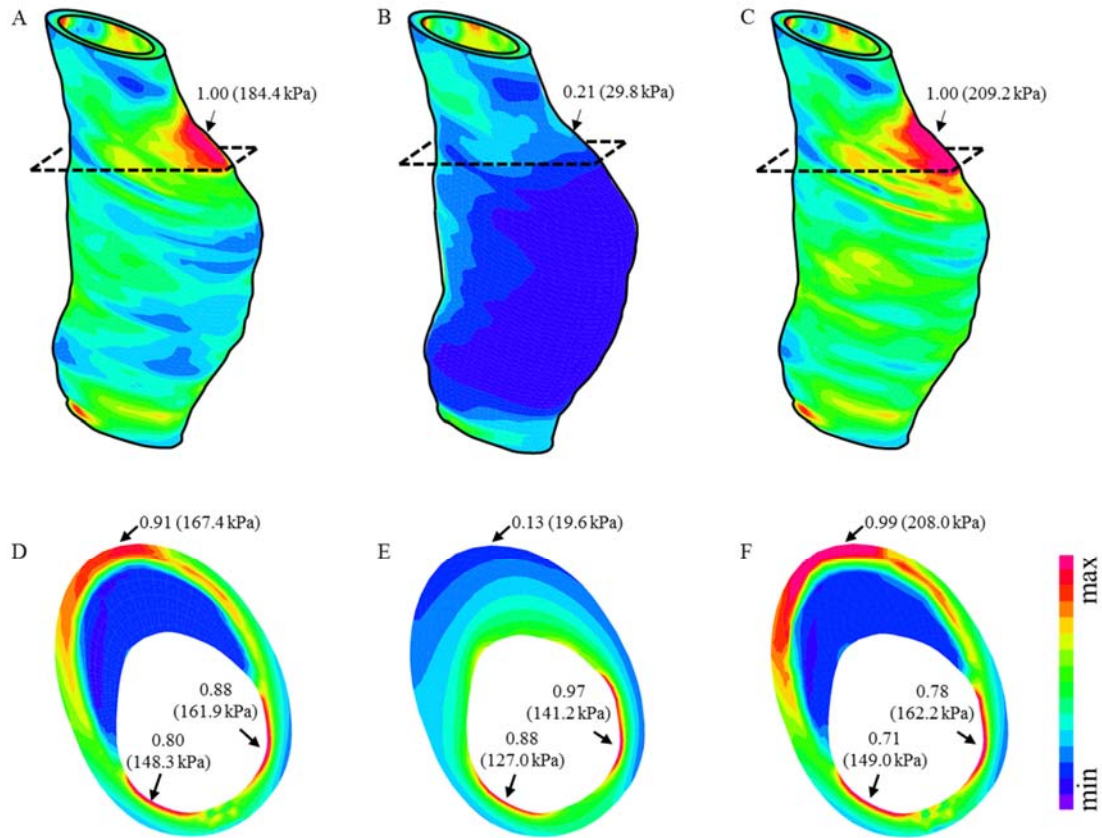 A
B
C
1.00 (184.4 kPa)
0.21 (29.8 kPa)
1.00 (209.2 kPa)
D
0.91 (167.4 kPa)
0.88
(161.9 kPa)
0.80
(148.3 kPa)
E
0.13 (19.6 kPa)
0.97
(141.2 kPa)
0.88
(127.0 kPa)
F
0.99 (208.0 kPa)
0.78
(162.2 kPa)
0.71
(149.0 kPa)
max
min